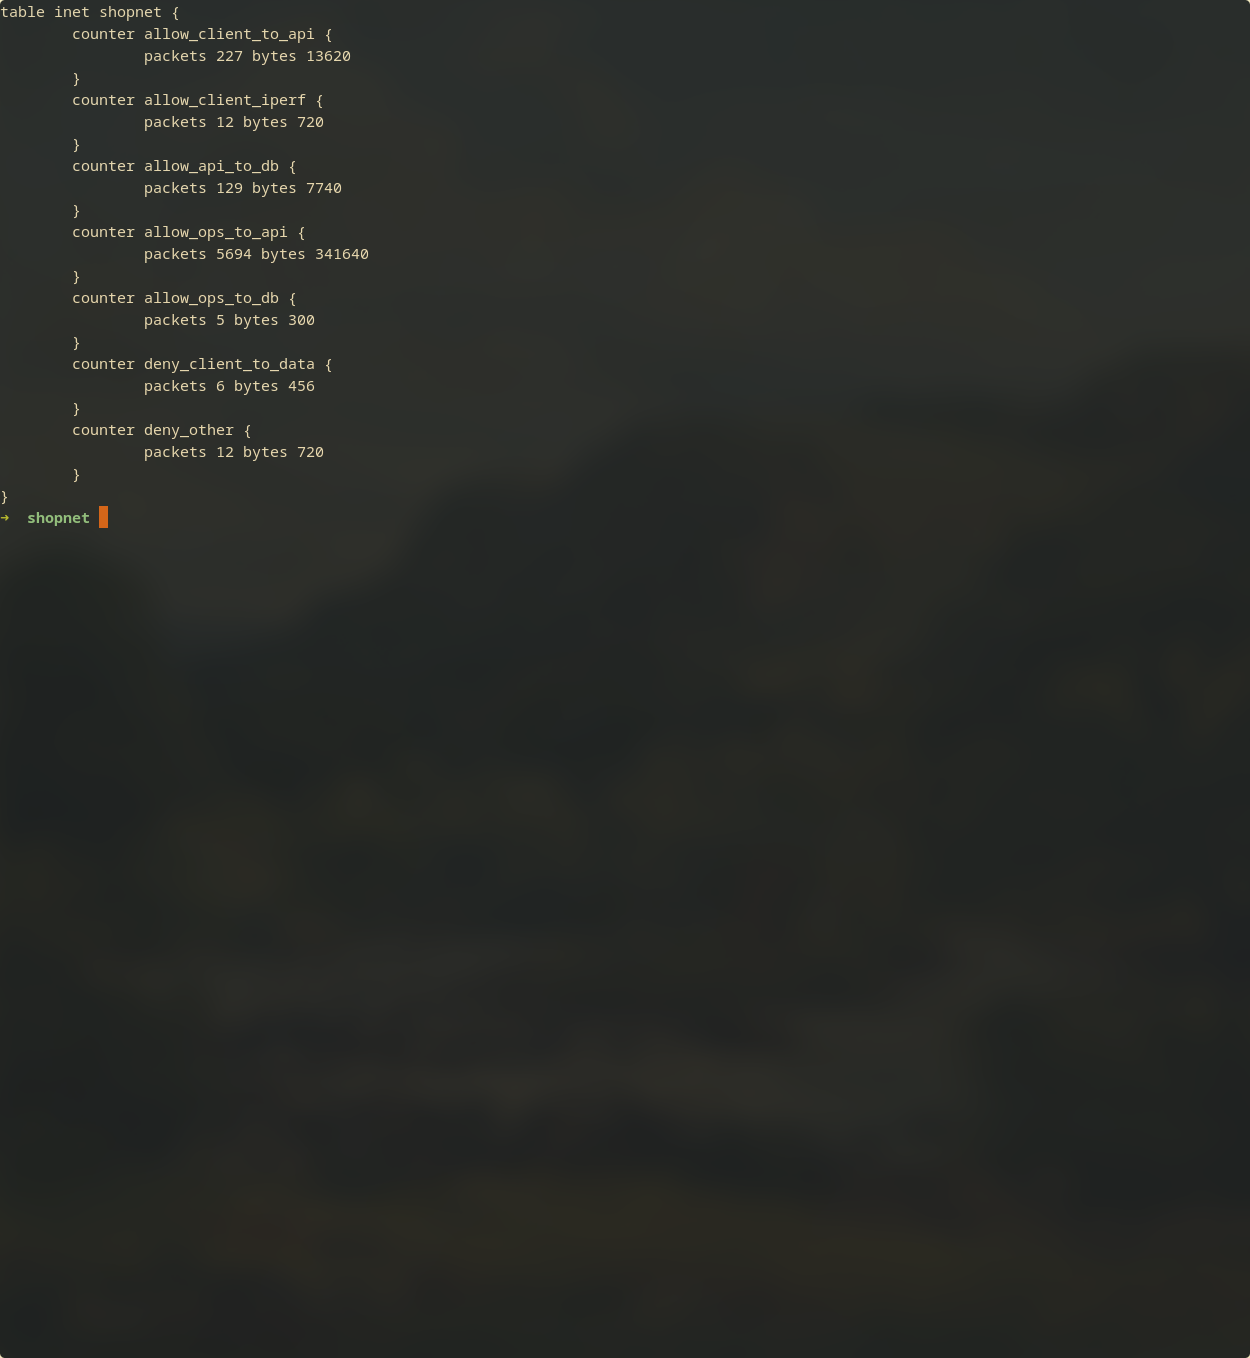 table inet shopnet {
        counter allow_client_to_api {
                packets 227 bytes 13620
        }
        counter allow_client_iperf {
                packets 12 bytes 720
        }
        counter allow_api_to_db {
                packets 129 bytes 7740
        }
        counter allow_ops_to_api {
                packets 5694 bytes 341640
        }
        counter allow_ops_to_db {
                packets 5 bytes 300
        }
        counter deny_client_to_data {
                packets 6 bytes 456
        }
        counter deny_other {
                packets 12 bytes 720
        }
}
→  shopnet